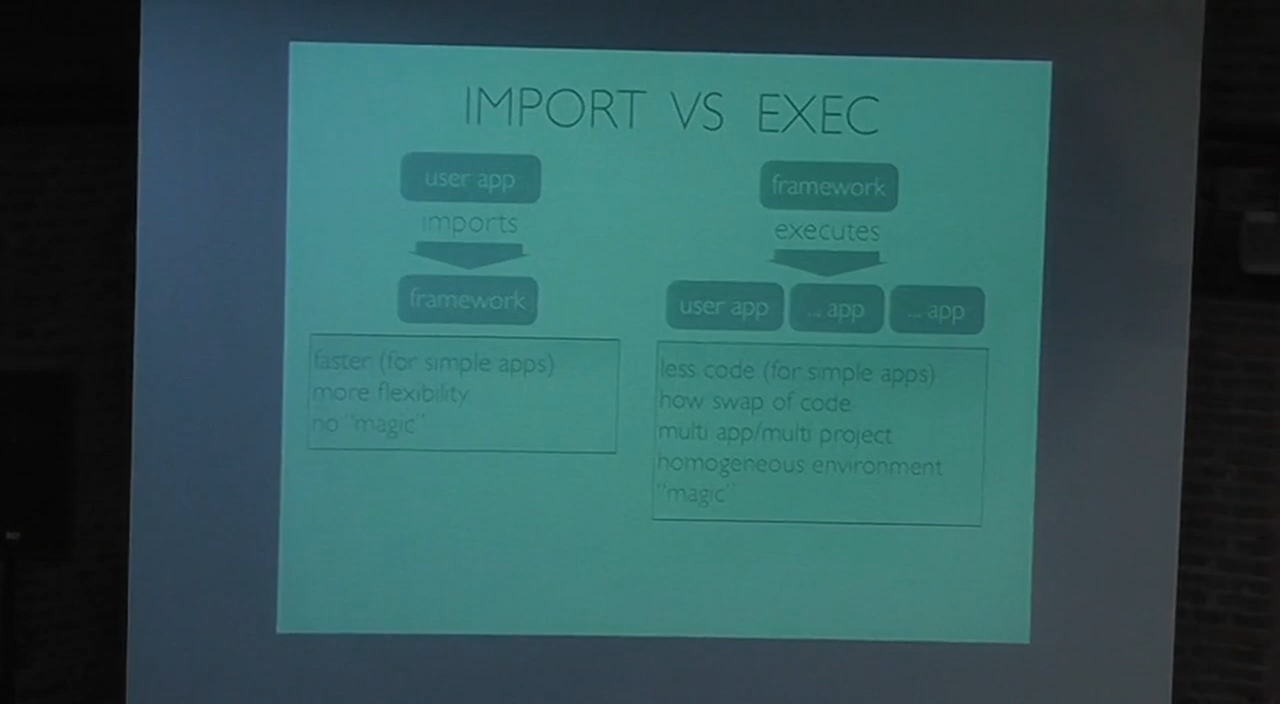 IMPORT VS EXEC
user app
imports
framework
faster (for simple apps)
more flexibility
no "magic"
framework
executes
user app
... app
... app
less code (for simple apps)
how swap of code
multi app/multi project
homogeneous environment
"magic"